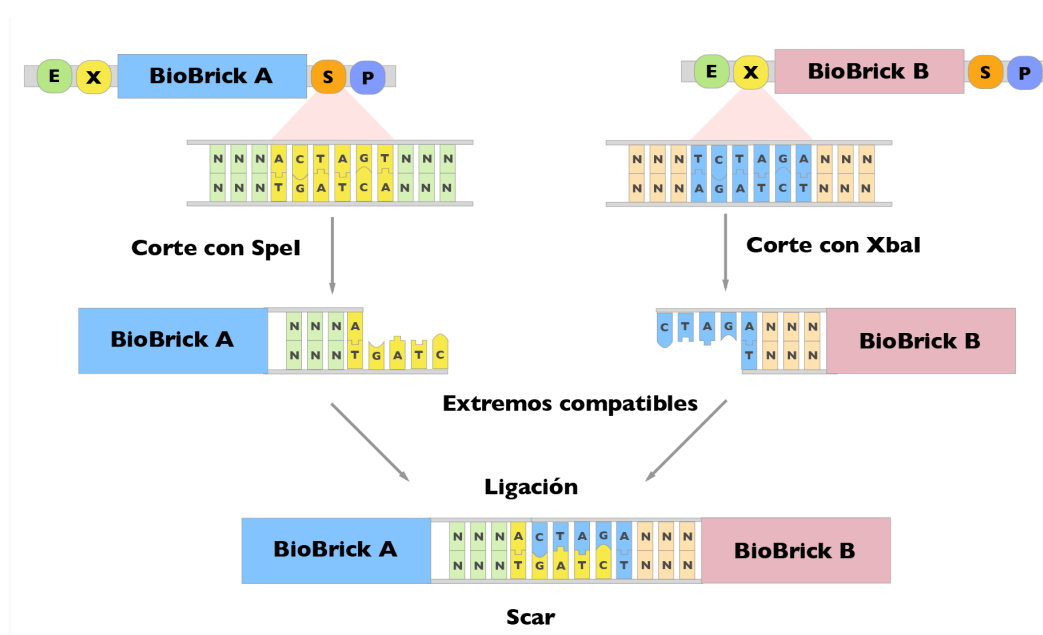 E X BioBrick A S P
E X BioBrick B S P
N N N A C T A G T N N N
N N N T G A T C A N N N
N N N T C T A G A N N N
N N N A G A T C T N N N
Corte con SpeI
Corte con XbaI
BioBrick A
N N N A
N N N T G A T C
C T A G A N N N
T N N N
BioBrick B
Extremos compatibles
Ligación
BioBrick A
N N N A C T A G A N N N
N N N T G A T C T N N N
BioBrick B
Scar